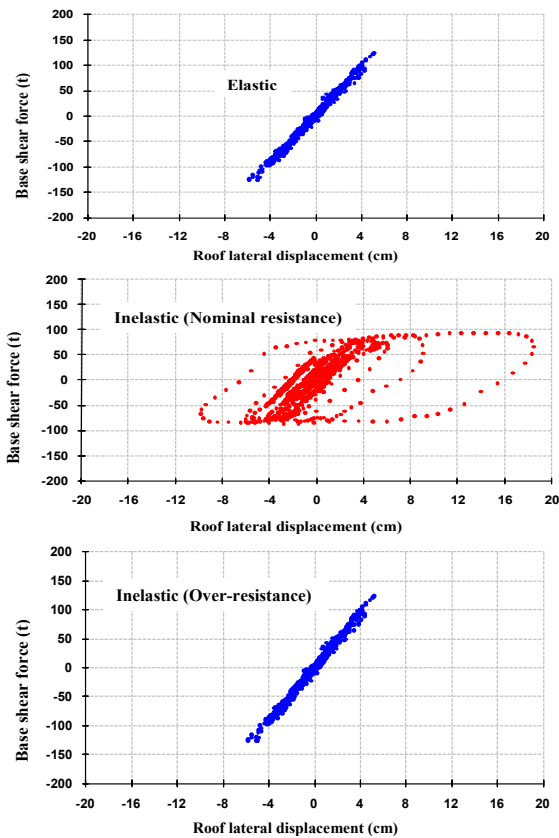 200
150
100
50
0
-50
-100
-150
-200
Base shear force (t)
Elastic
-20 -16 -12 -8 -4 0 4 8 12 16 20
Roof lateral displacement (cm)
200
150
100
50
0
-50
-100
-150
-200
Base shear force (t)
Inelastic (Nominal resistance)
-20 -16 -12 -8 -4 0 4 8 12 16 20
Roof lateral displacement (cm)
200
150
100
50
0
-50
-100
-150
-200
Base shear force (t)
Inelastic (Over-resistance)
-20 -16 -12 -8 -4 0 4 8 12 16 20
Roof lateral displacement (cm)